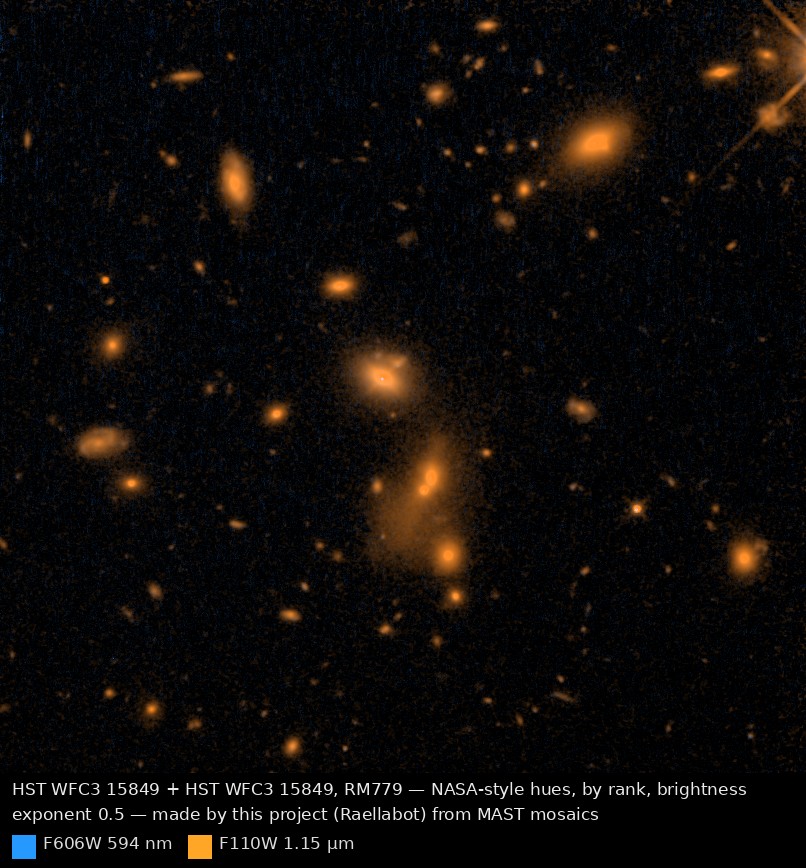 HST WFC3 15849 + HST WFC3 15849, RM779 — NASA-style hues, by rank, brightness
exponent 0.5 — made by this project (Raellabot) from MAST mosaics
F606W 594 nm F110W 1.15 µm